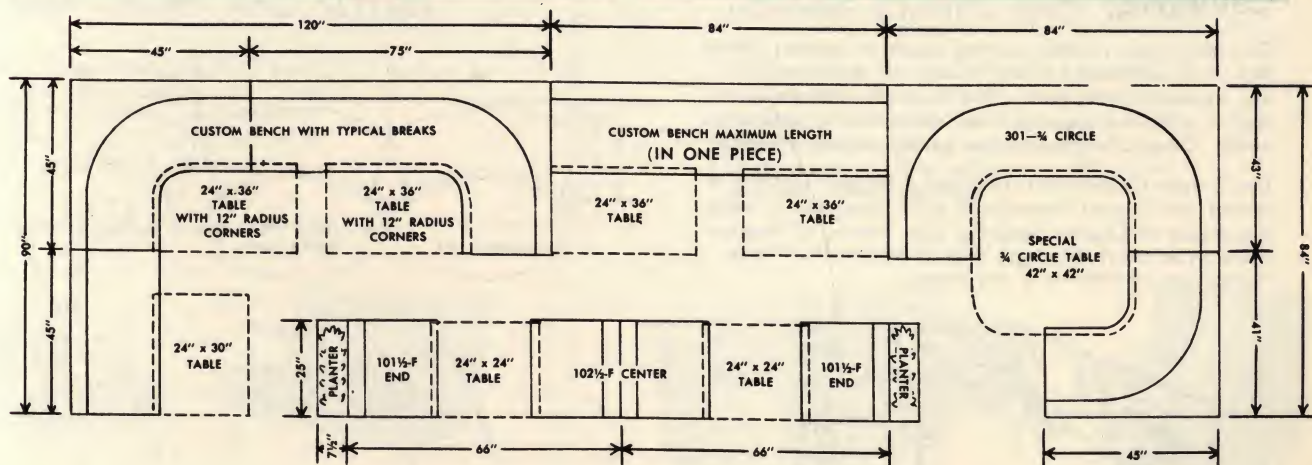 120"
84"
84"
45"
75"
CUSTOM BENCH WITH TYPICAL BREAKS
CUSTOM BENCH MAXIMUM LENGTH
(IN ONE PIECE)
301—¾ CIRCLE
90"
45"
45"
24" x 36"
TABLE
WITH 12" RADIUS
CORNERS
24" x 36"
TABLE
WITH 12" RADIUS
CORNERS
24" x 36"
TABLE
24" x 36"
TABLE
SPECIAL
¾ CIRCLE TABLE
42" x 42"
43"
84"
41"
24" x 30"
TABLE
25"
PLANTER
101½-F
END
24" x 24"
TABLE
102½-F CENTER
24" x 24"
TABLE
101½-F
END
PLANTER
7½"
66"
66"
45"